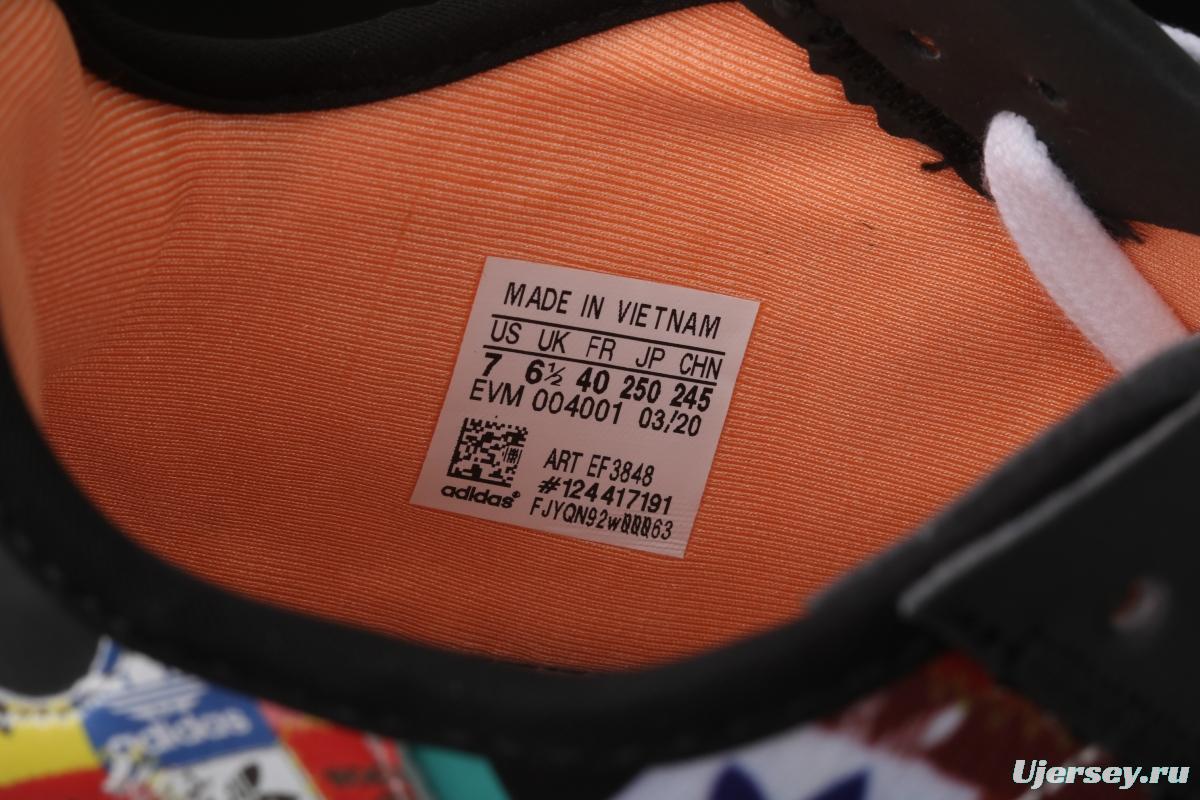 MADE IN VIETNAM
US UK FR JP CHN
7 6½ 40 250 245
EVM 004001 03/20
ART EF3848
#124417191
adidas
adidas
Ujersey.ru